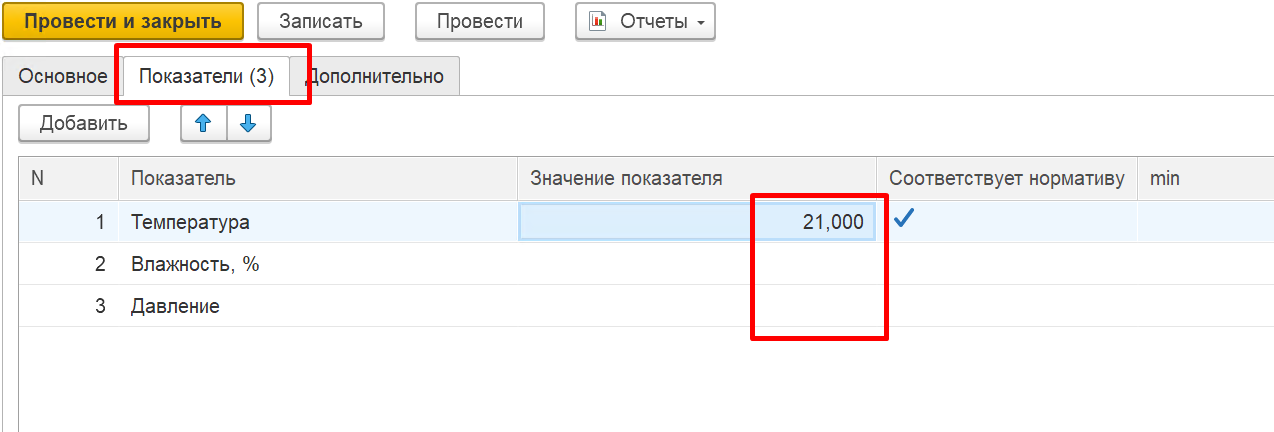 Провести и закрыть Записать Провести Отчеты
Основное Показатели (3) Дополнительно
Добавить
N Показатель Значение показателя Соответствует нормативу min
1 Температура 21,000
2 Влажность, %
3 Давление